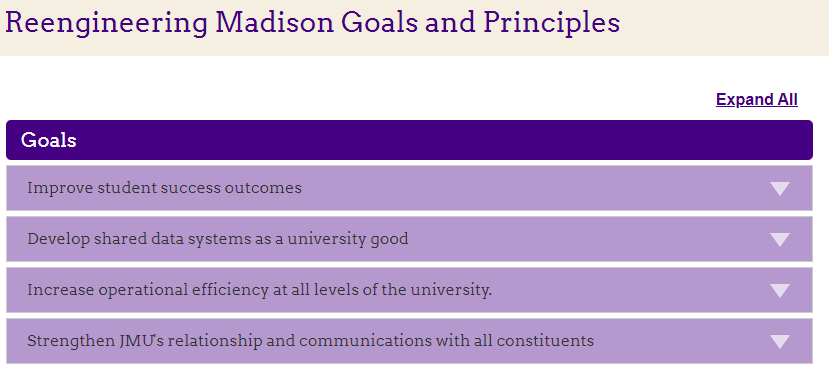 Reengineering Madison Goals and Principles
Expand All
Goals
Improve student success outcomes
Develop shared data systems as a university good
Increase operational efficiency at all levels of the university.
Strengthen JMU's relationship and communications with all constituents